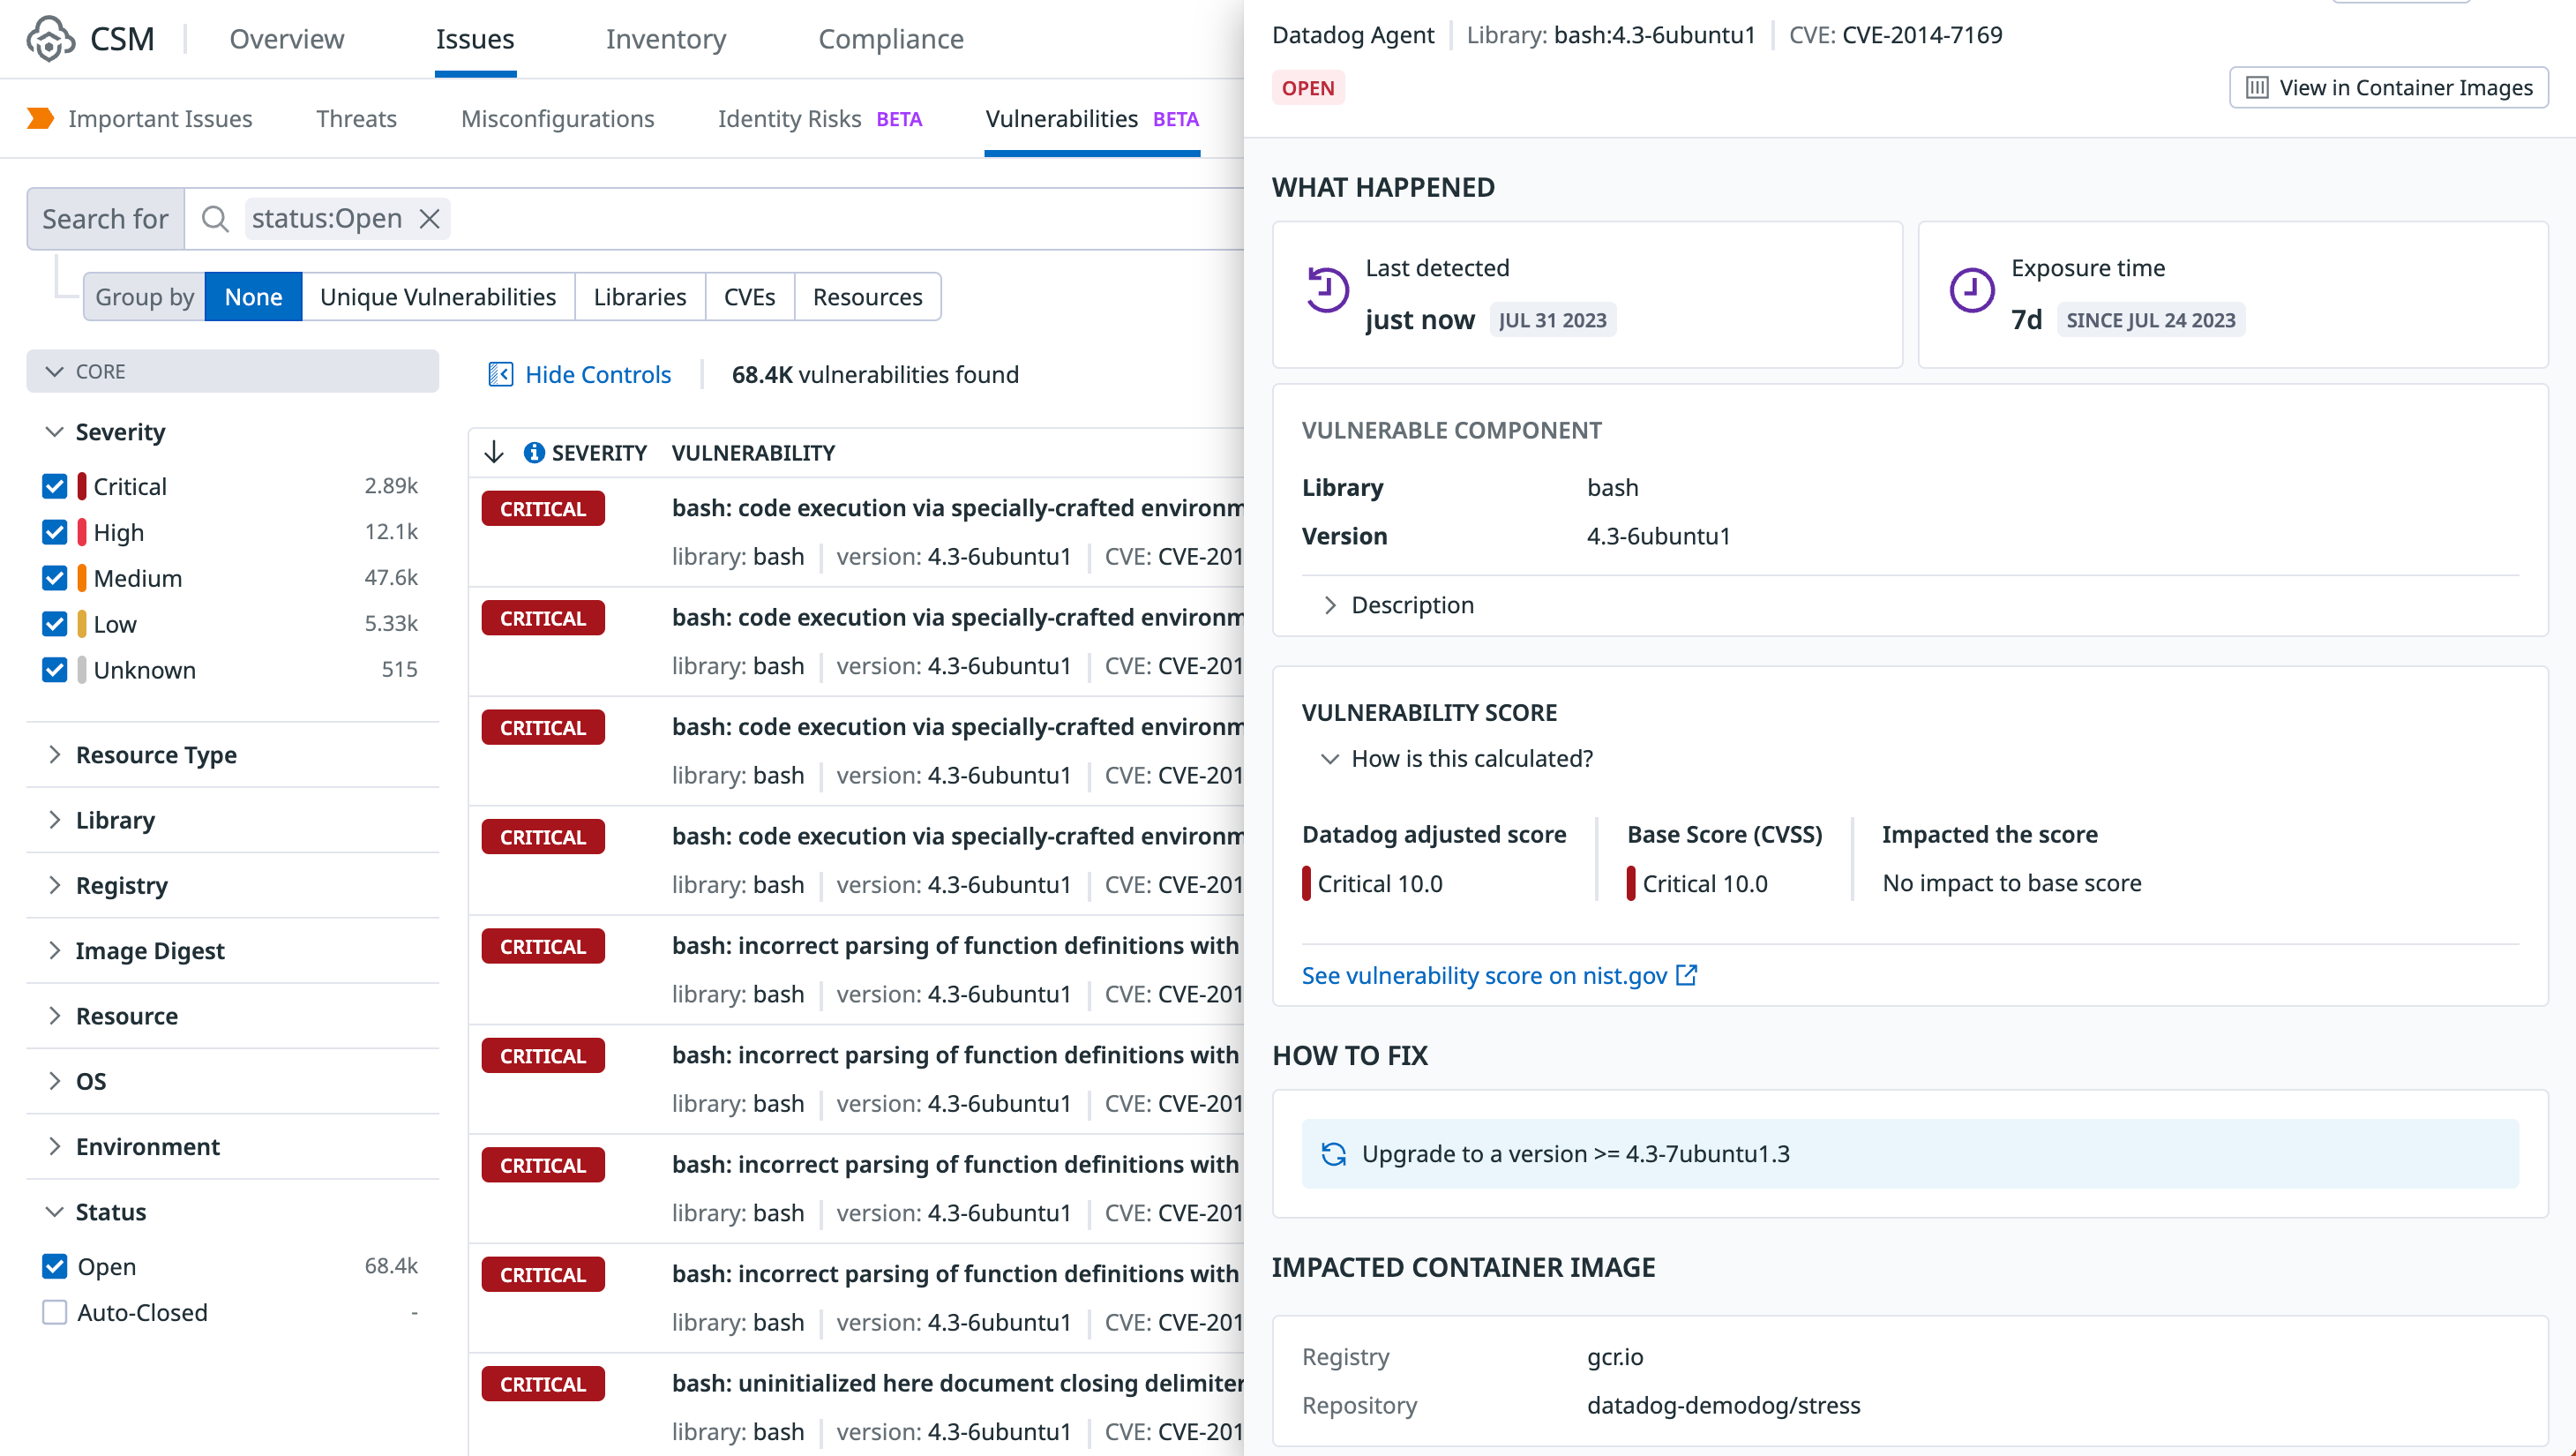 CSM
Overview
Issues
Inventory
Compliance
Important Issues
Threats
Misconfigurations
Identity Risks BETA
Vulnerabilities BETA
Search for
status:Open
Group by
None
Unique Vulnerabilities
Libraries
CVEs
Resources
CORE
Severity
Critical 2.89k
High 12.1k
Medium 47.6k
Low 5.33k
Unknown 515
Resource Type
Library
Registry
Image Digest
Resource
OS
Environment
Status
Open 68.4k
Auto-Closed -
Hide Controls
68.4K vulnerabilities found
SEVERITY VULNERABILITY
CRITICAL bash: code execution via specially-crafted environm
library: bash version: 4.3-6ubuntu1 CVE: CVE-201
CRITICAL bash: code execution via specially-crafted environm
library: bash version: 4.3-6ubuntu1 CVE: CVE-201
CRITICAL bash: code execution via specially-crafted environm
library: bash version: 4.3-6ubuntu1 CVE: CVE-201
CRITICAL bash: code execution via specially-crafted environm
library: bash version: 4.3-6ubuntu1 CVE: CVE-201
CRITICAL bash: incorrect parsing of function definitions with
library: bash version: 4.3-6ubuntu1 CVE: CVE-201
CRITICAL bash: incorrect parsing of function definitions with
library: bash version: 4.3-6ubuntu1 CVE: CVE-201
CRITICAL bash: incorrect parsing of function definitions with
library: bash version: 4.3-6ubuntu1 CVE: CVE-201
CRITICAL bash: incorrect parsing of function definitions with
library: bash version: 4.3-6ubuntu1 CVE: CVE-201
CRITICAL bash: uninitialized here document closing delimiter
library: bash version: 4.3-6ubuntu1 CVE: CVE-201
Datadog Agent Library: bash:4.3-6ubuntu1 CVE: CVE-2014-7169
OPEN
View in Container Images
WHAT HAPPENED
Last detected
just now JUL 31 2023
Exposure time
7d SINCE JUL 24 2023
VULNERABLE COMPONENT
Library bash
Version 4.3-6ubuntu1
Description
VULNERABILITY SCORE
How is this calculated?
Datadog adjusted score
Critical 10.0
Base Score (CVSS)
Critical 10.0
Impacted the score
No impact to base score
See vulnerability score on nist.gov
HOW TO FIX
Upgrade to a version >= 4.3-7ubuntu1.3
IMPACTED CONTAINER IMAGE
Registry gcr.io
Repository datadog-demodog/stress